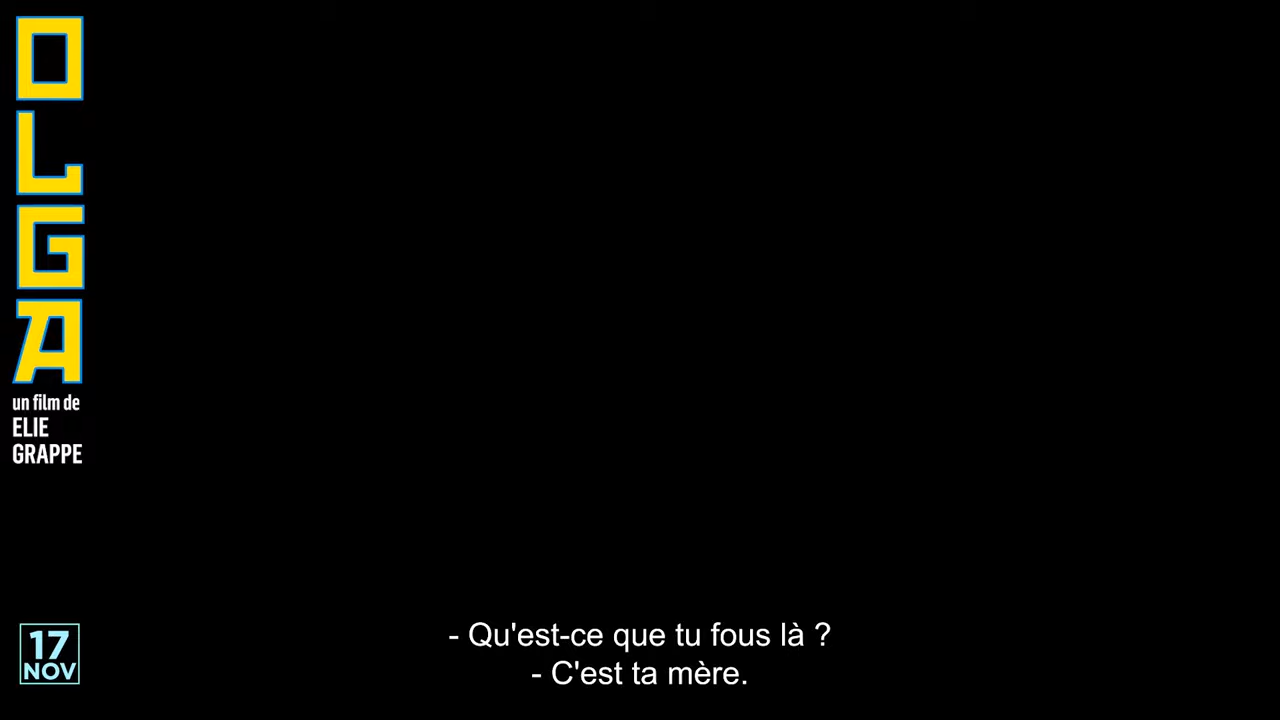 OLGA
un film de
ELIE
GRAPPE
17
NOV
- Qu'est-ce que tu fous là ?
- C'est ta mère.